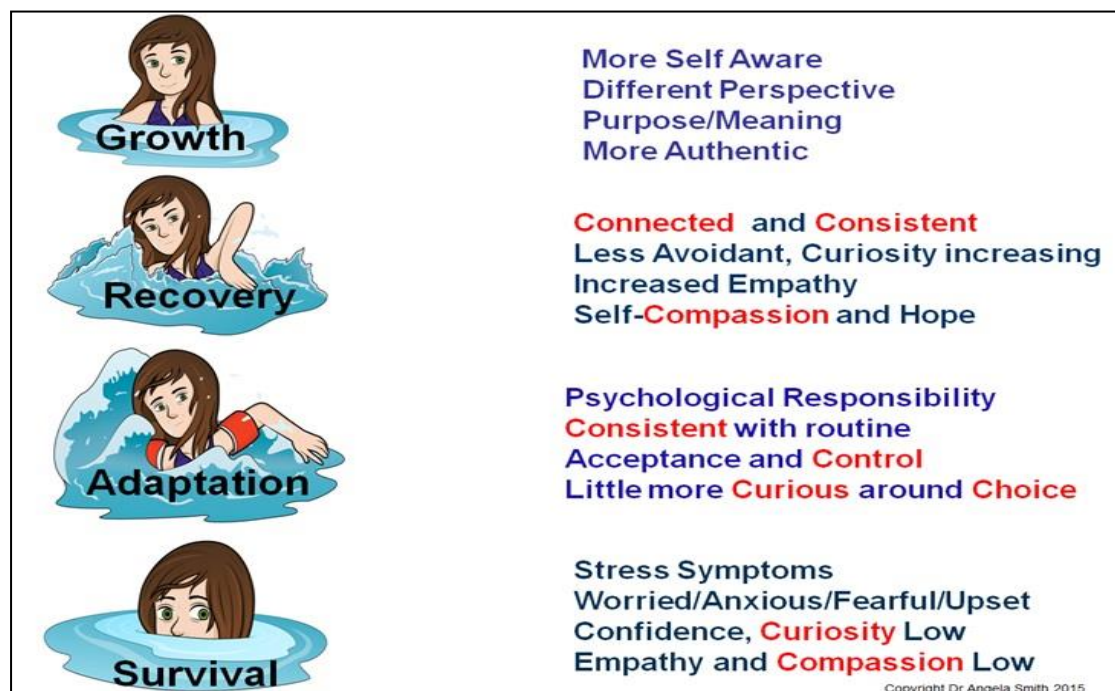 Growth
More Self Aware
Different Perspective
Purpose/Meaning
More Authentic
Recovery
Connected and Consistent
Less Avoidant, Curiosity increasing
Increased Empathy
Self-Compassion and Hope
Adaptation
Psychological Responsibility
Consistent with routine
Acceptance and Control
Little more Curious around Choice
Survival
Stress Symptoms
Worried/Anxious/Fearful/Upset
Confidence, Curiosity Low
Empathy and Compassion Low
Copyright Dr Angela Smith 2015